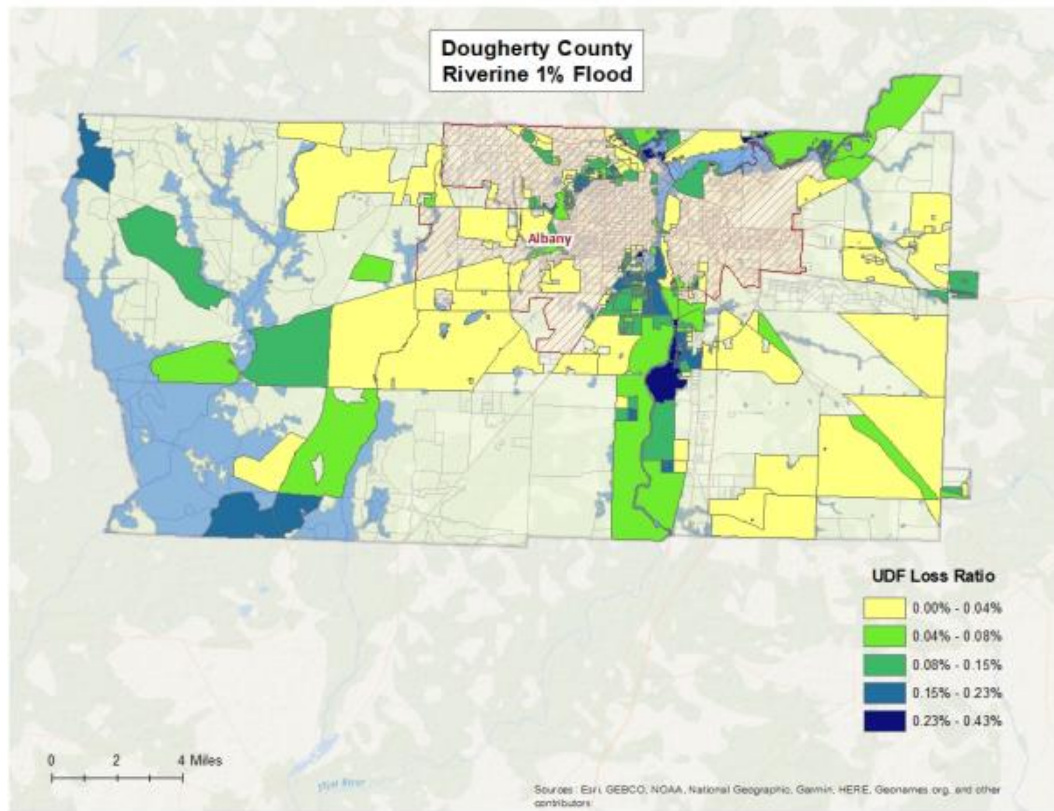 Dougherty County
Riverine 1% Flood
Albany
UDF Loss Ratio
0.00% - 0.04%
0.04% - 0.08%
0.08% - 0.15%
0.15% - 0.23%
0.23% - 0.43%
0 2 4 Miles
Flint River
Sources: Esri, GEBCO, NOAA, National Geographic, Garmin, HERE, Geonames.org, and other
contributors